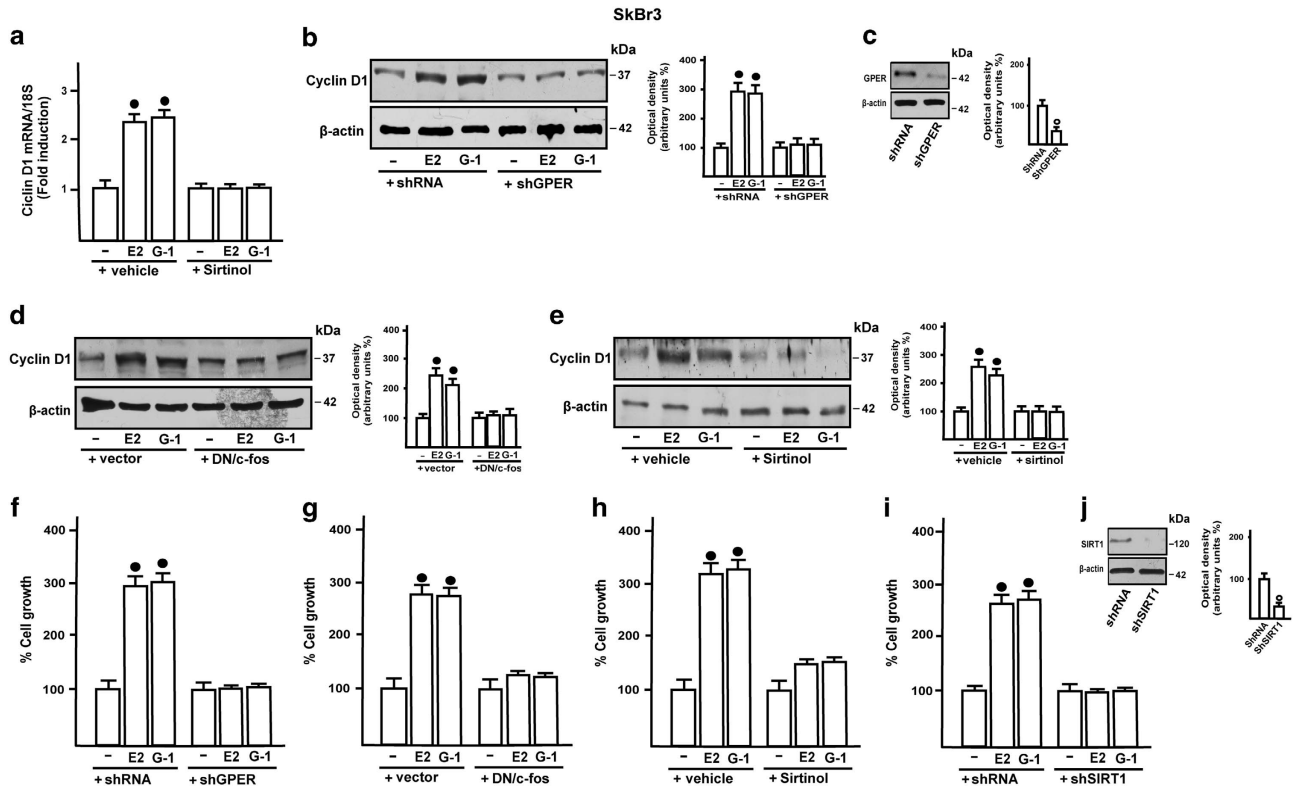 SkBr3
a
Ciclin D1 mRNA/18S
(Fold induction)
3
2
1
– E2 G-1 – E2 G-1
+ vehicle + Sirtinol
b
kDa
Cyclin D1 -37
β-actin -42
– E2 G-1 – E2 G-1
+ shRNA + shGPER
Optical density
(arbitrary units %)
400
300
200
100
- E2 G-1 - E2 G-1
+shRNA + shGPER
c
kDa
GPER -42
β-actin -42
shRNA shGPER
Optical density
(arbitrary units %)
200
100
ShRNA
ShGPER
d
kDa
Cyclin D1 -37
β-actin -42
– E2 G-1 – E2 G-1
+ vector + DN/c-fos
Optical density
(arbitrary units %)
400
300
200
100
- E2 G-1 - E2 G-1
+vector +DN/c-fos
e
kDa
Cyclin D1 -37
β-actin -42
– E2 G-1 – E2 G-1
+ vehicle + Sirtinol
Optical density
(arbitrary units %)
400
300
200
100
- E2 G-1 - E2 G-1
+vehicle + sirtinol
f
% Cell growth
400
300
200
100
– E2 G-1 – E2 G-1
+ shRNA + shGPER
g
% Cell growth
400
300
200
100
– E2 G-1 – E2 G-1
+ vector + DN/c-fos
h
% Cell growth
400
300
200
100
– E2 G-1 – E2 G-1
+ vehicle + Sirtinol
i
% Cell growth
400
300
200
100
– E2 G-1 – E2 G-1
+ shRNA + shSIRT1
j
kDa
SIRT1 -120
β-actin -42
shRNA shSIRT1
Optical density
(arbitrary units %)
200
100
ShRNA
ShSIRT1